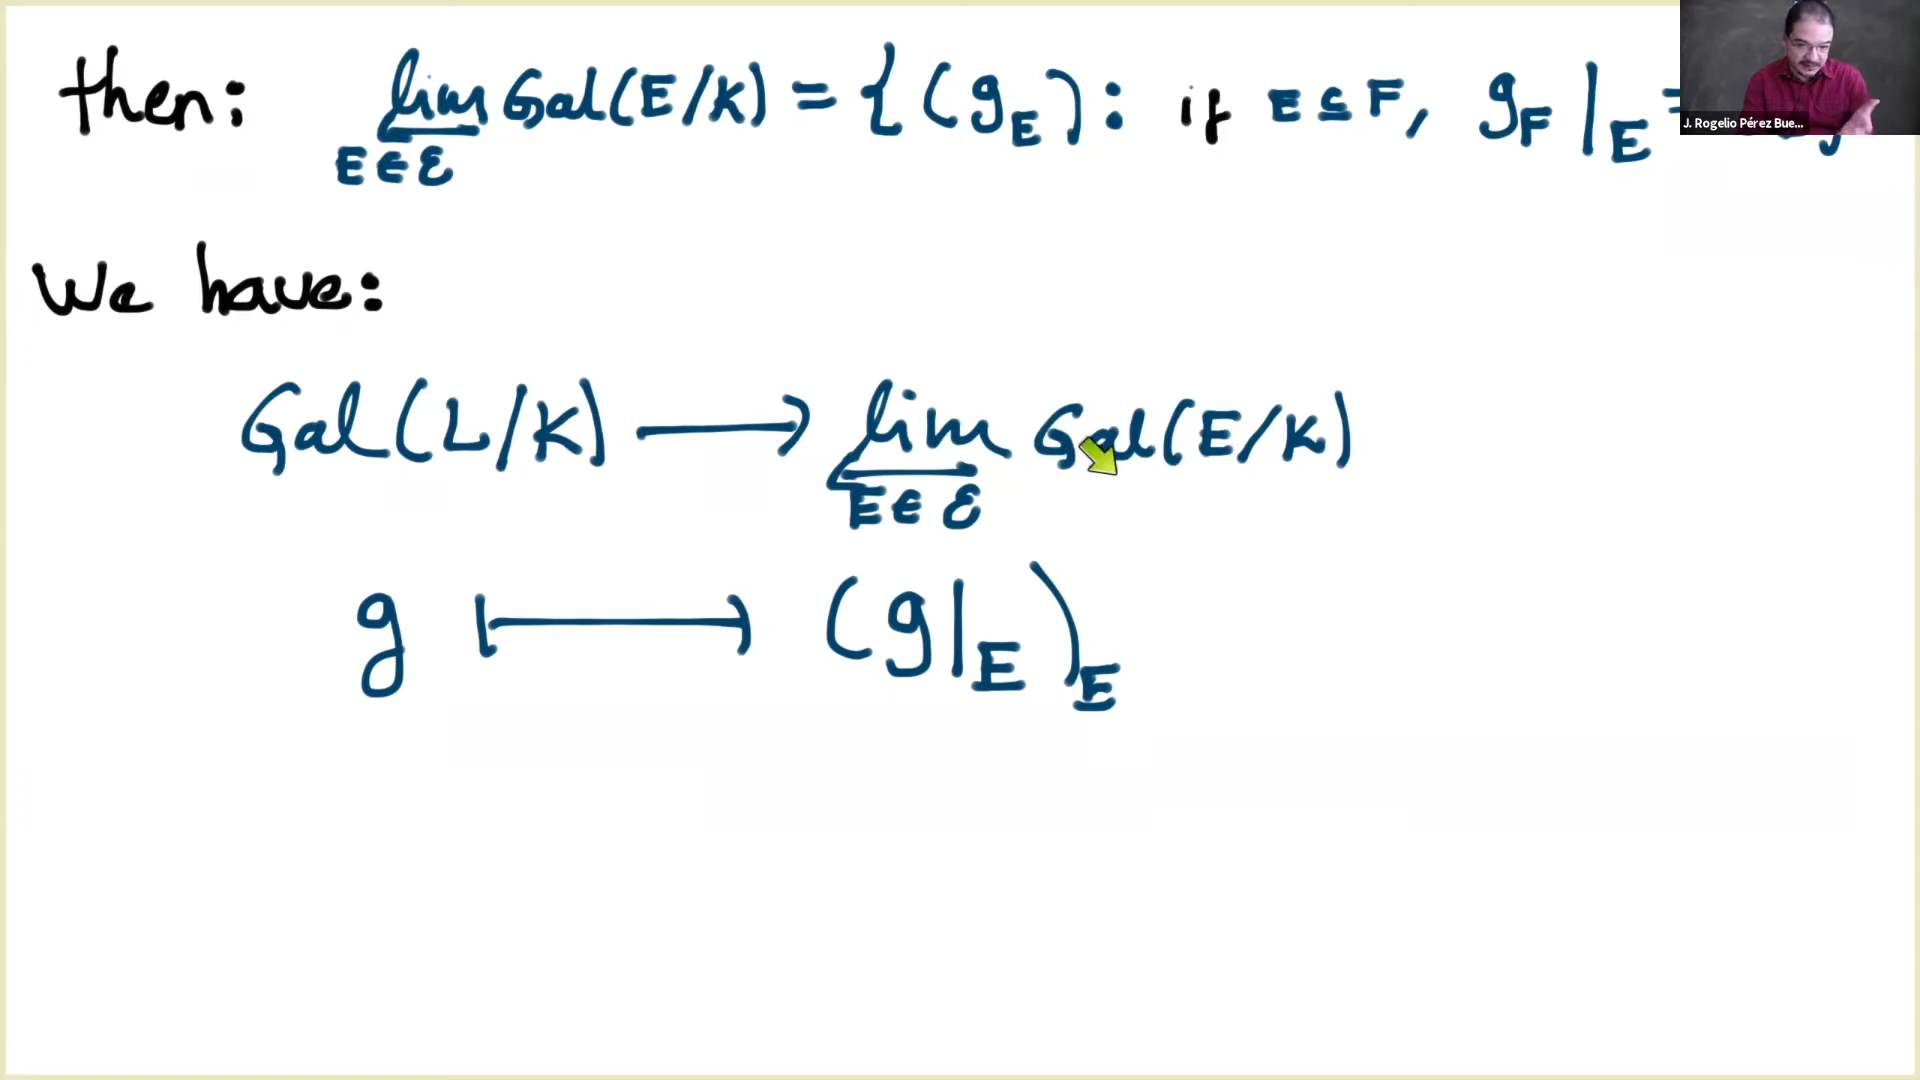 then: lim Gal(E/K) = { (g_E) : if E ⊆ F, g_F |_E =
E ∈ ℰ
J. Rogelio Pérez Bue...
We have:
Gal(L/K) ⟶ lim Gal(E/K)
E ∈ ℰ
g ⟼ (g|_E)_E